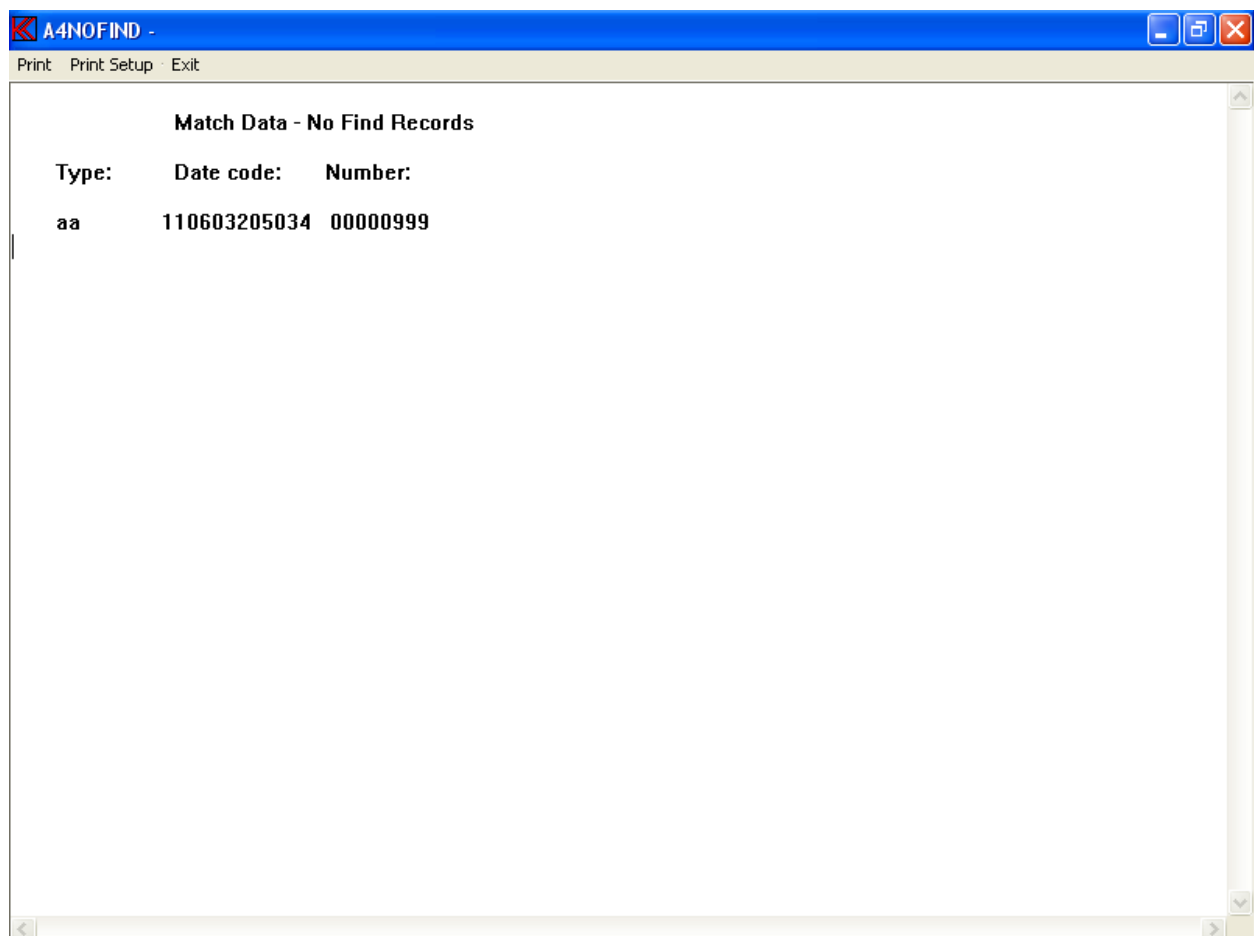 A4NOFIND -
Print Print Setup Exit
Match Data - No Find Records
Type: Date code: Number:
aa 110603205034 00000999